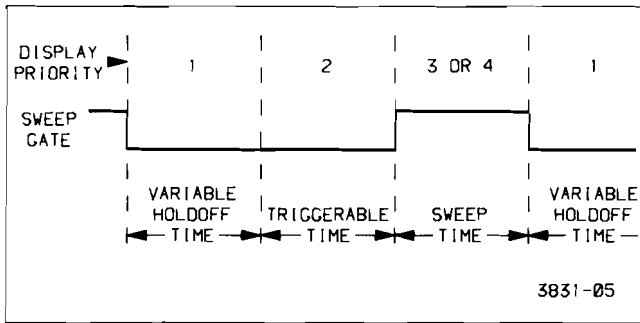 DISPLAY
PRIORITY
1
2
3 OR 4
1
SWEEP
GATE
VARIABLE
HOLDOFF
TIME
TRIGGERABLE
TIME
SWEEP
TIME
VARIABLE
HOLDOFF
TIME
3831-05